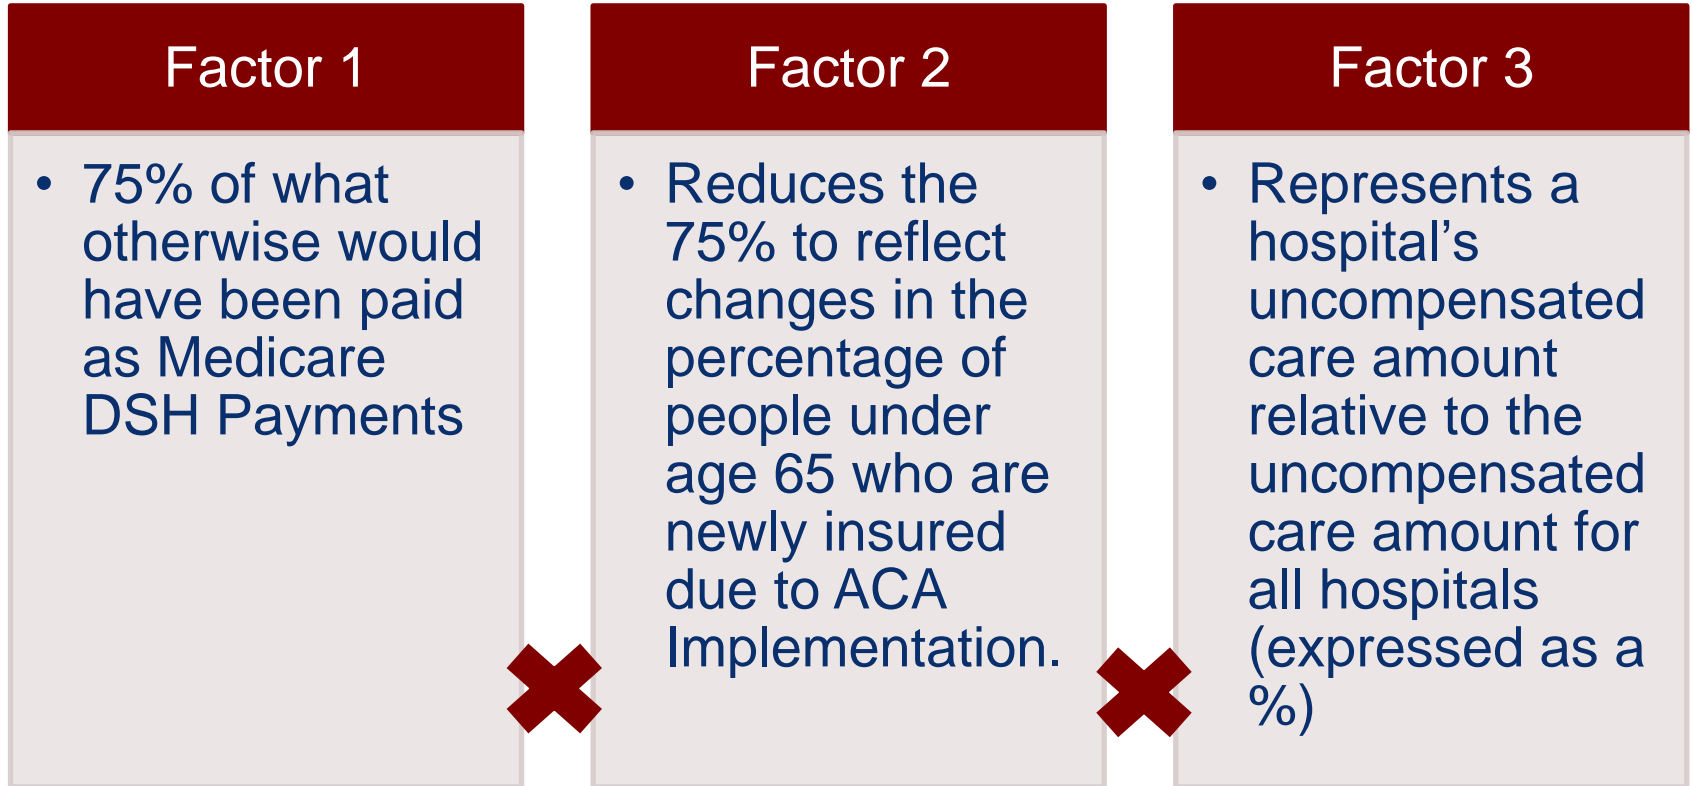 Factor 1
• 75% of what
otherwise would
have been paid
as Medicare
DSH Payments
Factor 2
• Reduces the
75% to reflect
changes in the
percentage of
people under
age 65 who are
newly insured
due to ACA
Implementation.
Factor 3
• Represents a
hospital’s
uncompensated
care amount
relative to the
uncompensated
care amount for
all hospitals
(expressed as a
%)